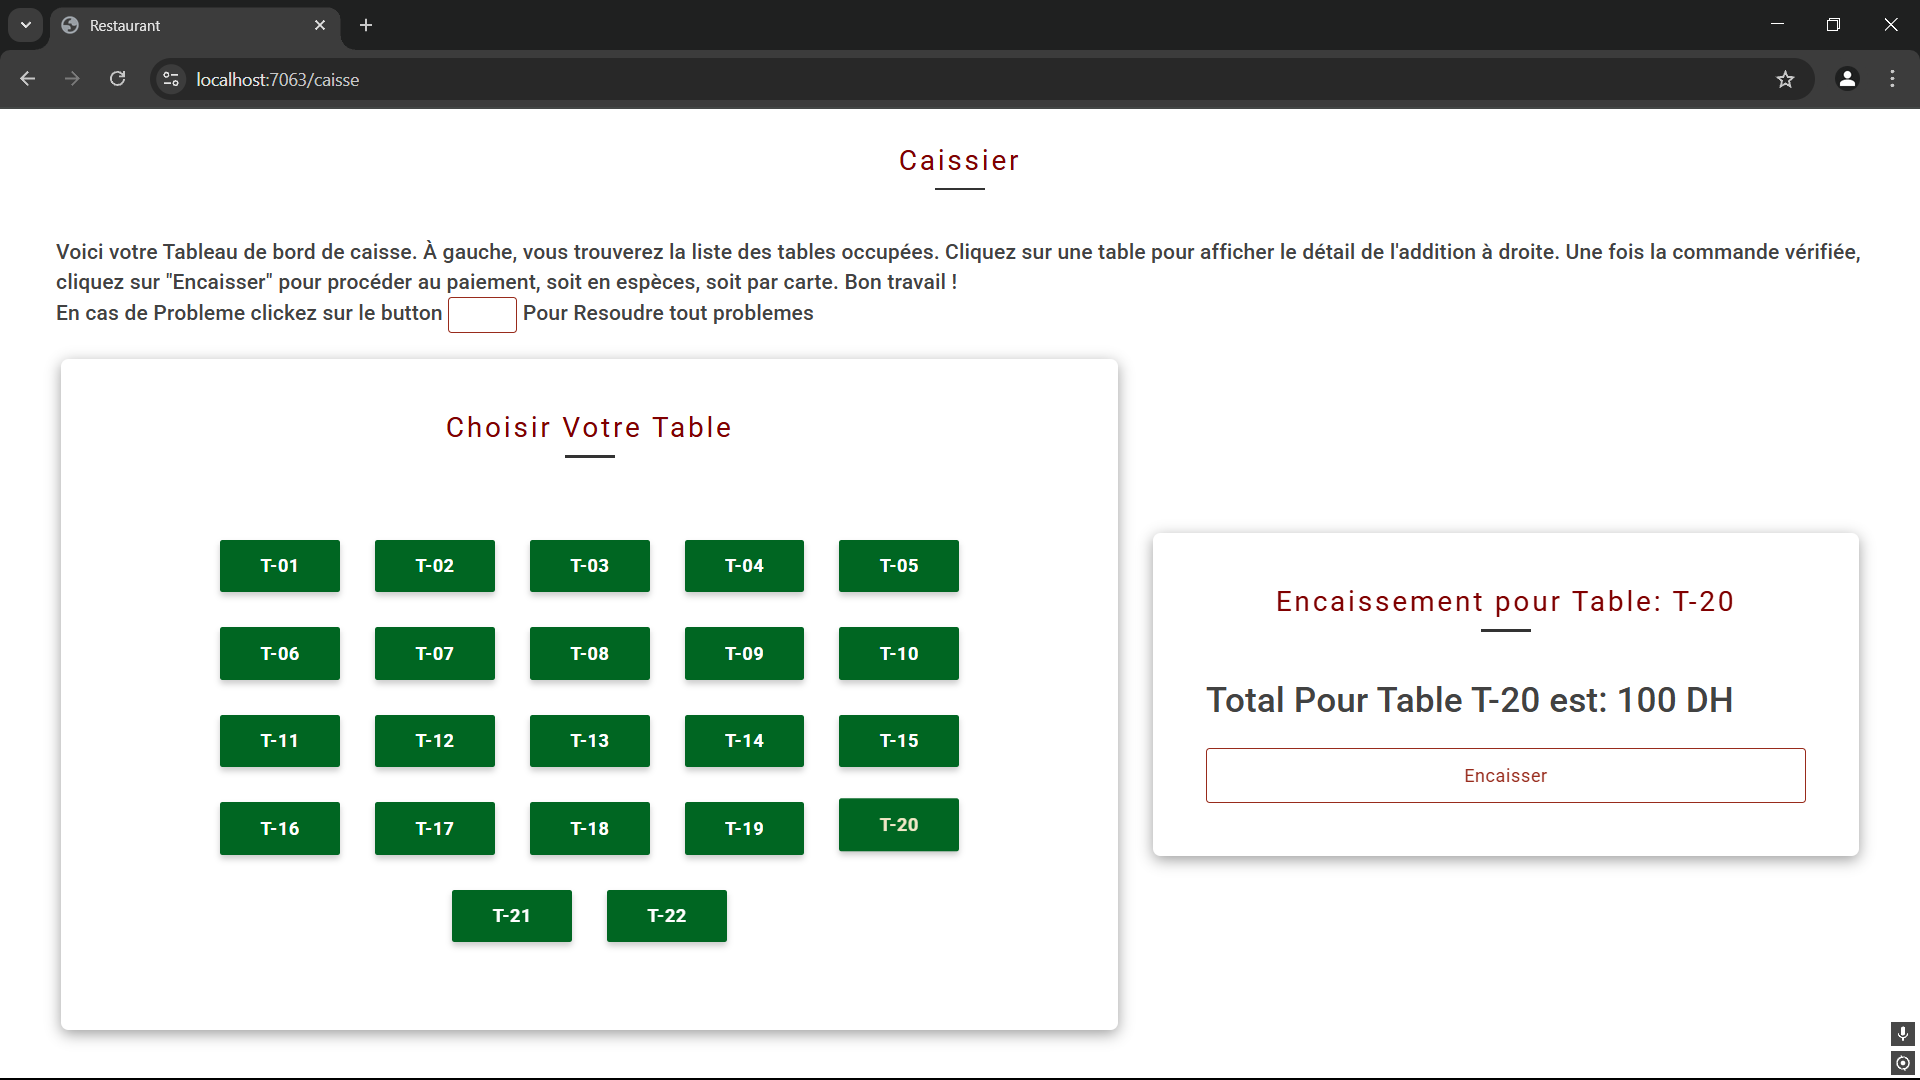 Restaurant
localhost:7063/caisse
Caissier
Voici votre Tableau de bord de caisse. À gauche, vous trouverez la liste des tables occupées. Cliquez sur une table pour afficher le détail de l'addition à droite. Une fois la commande vérifiée,
cliquez sur "Encaisser" pour procéder au paiement, soit en espèces, soit par carte. Bon travail !
En cas de Probleme clickez sur le button Pour Resoudre tout problemes
Choisir Votre Table
T-01 T-02 T-03 T-04 T-05
T-06 T-07 T-08 T-09 T-10
T-11 T-12 T-13 T-14 T-15
T-16 T-17 T-18 T-19 T-20
T-21 T-22
Encaissement pour Table: T-20
Total Pour Table T-20 est: 100 DH
Encaisser